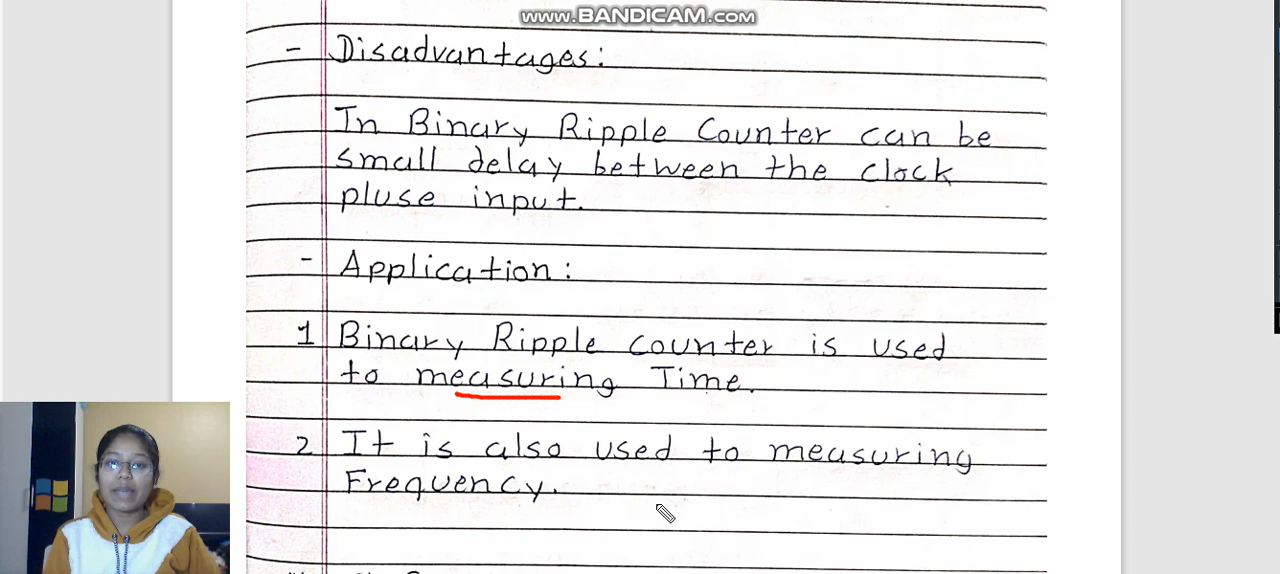 www.BANDICAM.com
- Disadvantages:
In Binary Ripple Counter can be
small delay between the clock
pluse input.
- Application:
1 Binary Ripple counter is used
to measuring Time.
2 It is also used to measuring
Frequency.